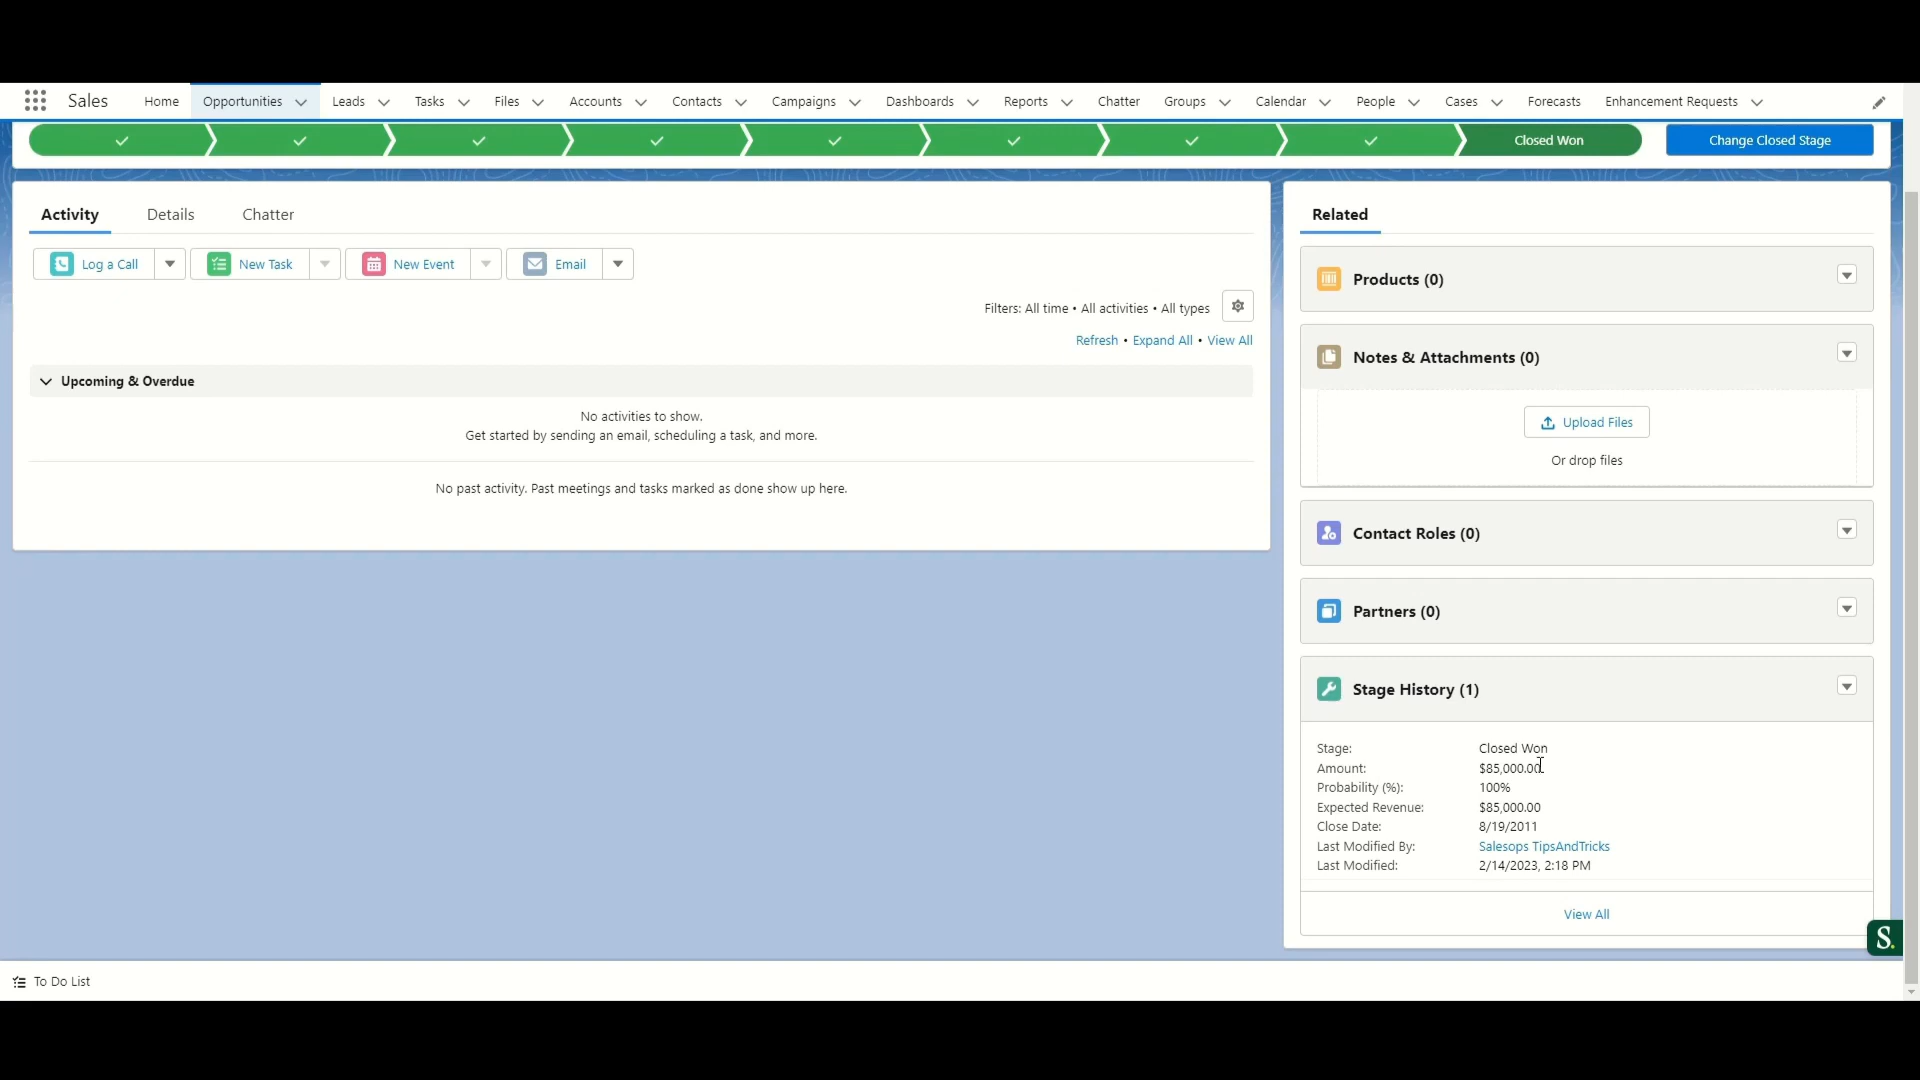 Sales Home Opportunities Leads Tasks Files Accounts Contacts Campaigns Dashboards Reports Chatter Groups Calendar People Cases Forecasts Enhancement Requests
Closed Won Change Closed Stage
Activity Details Chatter
Log a Call New Task New Event Email
Filters: All time • All activities • All types
Refresh • Expand All • View All
Upcoming & Overdue
No activities to show.
Get started by sending an email, scheduling a task, and more.
No past activity. Past meetings and tasks marked as done show up here.
Related
Products (0)
Notes & Attachments (0)
Upload Files
Or drop files
Contact Roles (0)
Partners (0)
Stage History (1)
Stage: Closed Won
Amount: $85,000.00
Probability (%): 100%
Expected Revenue: $85,000.00
Close Date: 8/19/2011
Last Modified By: Salesops TipsAndTricks
Last Modified: 2/14/2023, 2:18 PM
View All
S.
To Do List